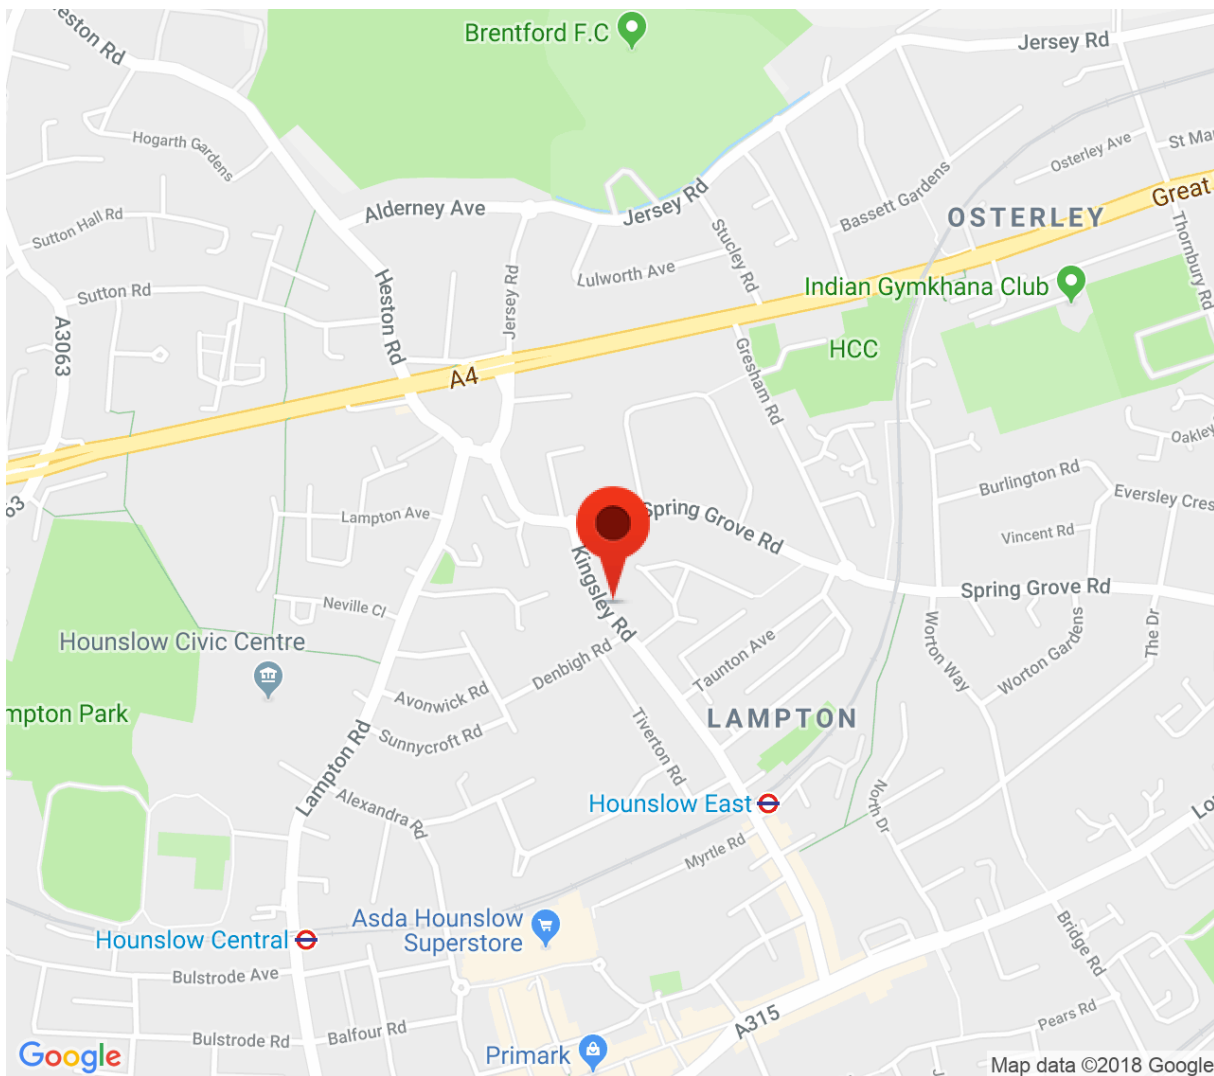 Brentford F.C
Jersey Rd
eston Rd
Hogarth Gardens
Osterley Ave
St Ma
Great
Alderney Ave
Jersey Rd
Bassett Gardens
OSTERLEY
Sutton Hall Rd
Stucley Rd
Thornbury Rd
Lulworth Ave
Sutton Rd
Heston Rd
Jersey Rd
Indian Gymkhana Club
A3063
HCC
A4
Gresham Rd
Oakley
Burlington Rd
Eversley Cres
63
Lampton Ave
Spring Grove Rd
Vincent Rd
Kingsley Rd
Spring Grove Rd
Neville Cl
Hounslow Civic Centre
Denbigh Rd
Taunton Ave
Worton Way
Worton Gardens
The Dr
Avonwick Rd
mpton Park
LAMPTON
Sunnycroft Rd
Tiverton Rd
Lampton Rd
Alexandra Rd
Hounslow East
North Dr
Lo
Myrtle Rd
Asda Hounslow
Superstore
Hounslow Central
Bridge Rd
Bulstrode Ave
A315
Pears Rd
Bulstrode Rd
Balfour Rd
Primark
Google
Map data ©2018 Google